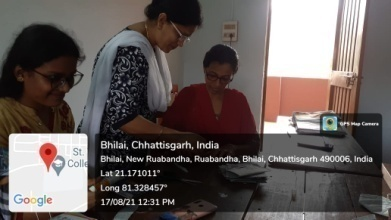 GPS Map Camera
St.
Colle
Google
Bhilai, Chhattisgarh, India
Bhilai, New Ruabandha, Ruabandha, Bhilai, Chhattisgarh 490006, India
Lat 21.171011°
Long 81.328457°
17/08/21 12:31 PM